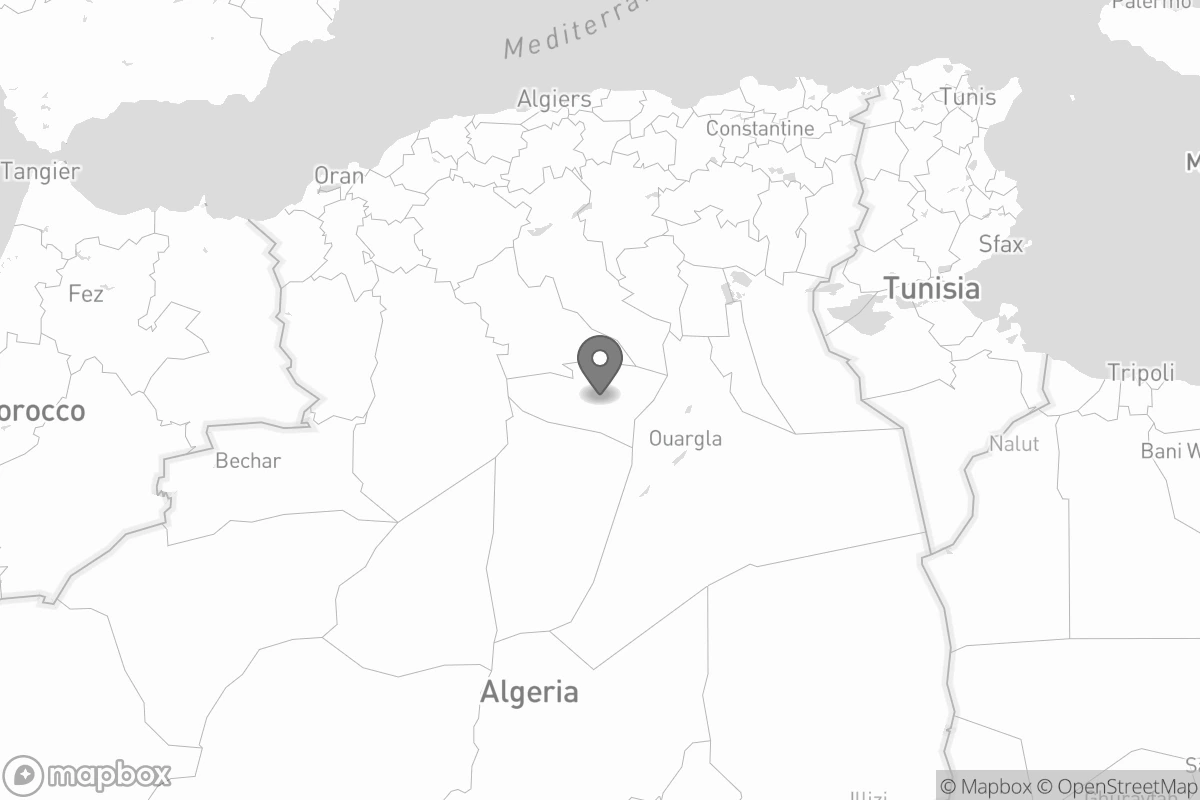 Palermo
Mediterra
Algiers
Tunis
Constantine
Tangier
Oran
M
Sfax
Tunisia
Fez
Tripoli
orocco
Ouargla
Nalut
Bechar
Bani W
Algeria
mapbox
© Mapbox © OpenStreetMap
Illizi